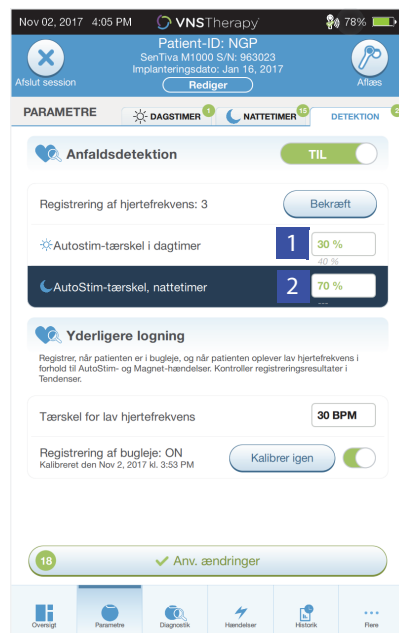 Nov 02, 2017 4:05 PM VNSTherapy 78%
Patient-ID: NGP
SenTiva M1000 S/N: 963023
Implanteringsdato: Jan 16, 2017
Afslut session Rediger Aflæs
PARAMETRE DAGSTIMER 1 NATTETIMER 15 DETEKTION 2
Anfaldsdetektion TIL
Registrering af hjertefrekvens: 3 Bekræft
Autostim-tærskel i dagtimer 1 30 %
40 %
AutoStim-tærskel, nattetimer 2 70 %
---
Yderligere logning
Registrer, når patienten er i bugleje, og når patienten oplever lav hjertefrekvens i
forhold til AutoStim- og Magnet-hændelser. Kontroller registreringsresultater i
Tendenser.
Tærskel for lav hjertefrekvens 30 BPM
Registrering af bugleje: ON
Kalibreret den Nov 2, 2017 kl. 3:53 PM
Kalibrer igen
18 Anv. ændringer
Oversigt Parametre Diagnostik Hændelser Historik Flere